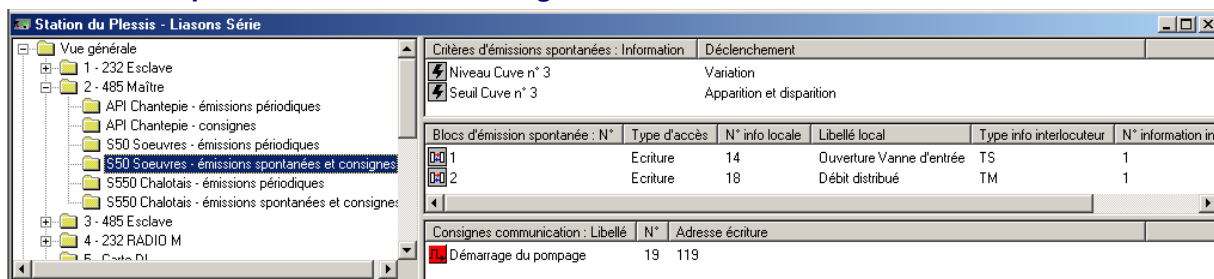 Station du Plessis - Liasons Série
Vue générale
1 - 232 Esclave
2 - 485 Maître
API Chantepie - émissions périodiques
API Chantepie - consignes
S50 Soeuvres - émissions périodiques
S50 Soeuvres - émissions spontanées et consignes
S550 Chalotais - émissions périodiques
S550 Chalotais - émissions spontanées et consignes
3 - 485 Esclave
4 - 232 RADIO M
5 - Carte DL
Critères d'émissions spontanées : Information Déclenchement
Niveau Cuve n° 3 Variation
Seuil Cuve n° 3 Apparition et disparition
Blocs d'émission spontanée : N° Type d'accès N° info locale Libellé local Type info interlocuteur N° information in
1 Ecriture 14 Ouverture Vanne d'entrée TS 1
2 Ecriture 18 Débit distribué TM 1
Consignes communication : Libellé N° Adresse écriture
Démarrage du pompage 19 119